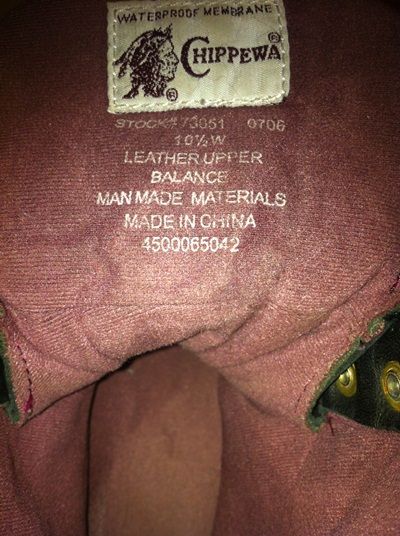 WATERPROOF MEMBRANE
CHIPPEWA®
®
STOCK# 73051 0706
10½W
LEATHER UPPER
BALANCE
MAN MADE MATERIALS
MADE IN CHINA
4500065042